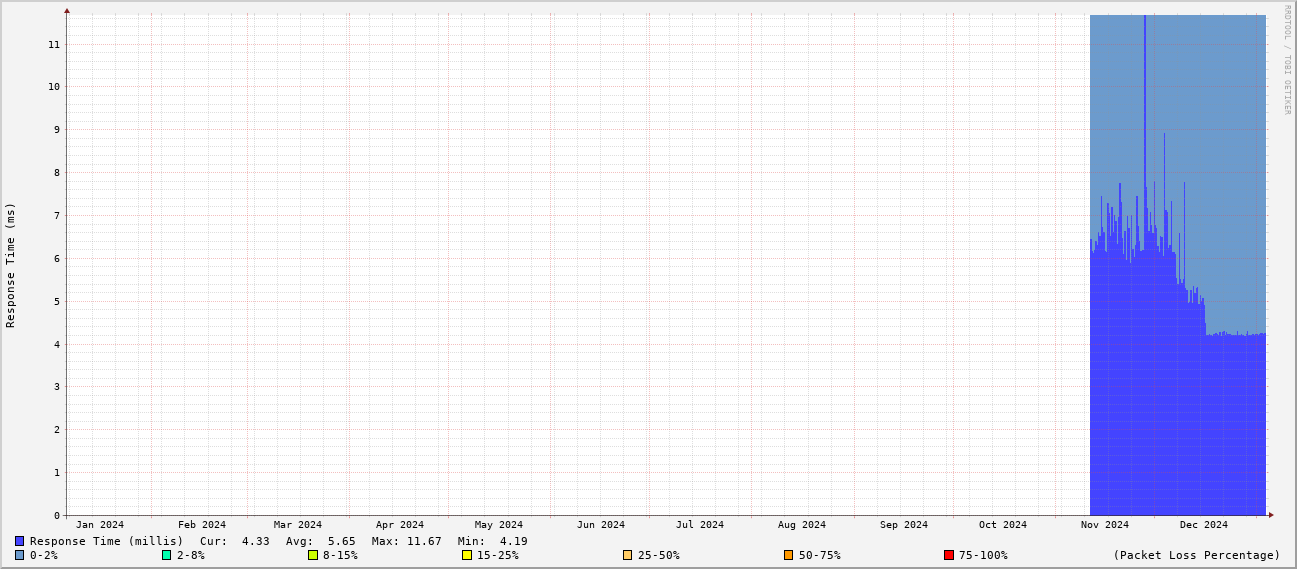 RRDTOOL / TOBI OETIKER
Response Time (ms)
11
10
9
8
7
6
5
4
3
2
1
0
Jan 2024 Feb 2024 Mar 2024 Apr 2024 May 2024 Jun 2024 Jul 2024 Aug 2024 Sep 2024 Oct 2024 Nov 2024 Dec 2024
Response Time (millis) Cur: 4.33 Avg: 5.65 Max: 11.67 Min: 4.19
0-2% 2-8% 8-15% 15-25% 25-50% 50-75% 75-100% (Packet Loss Percentage)